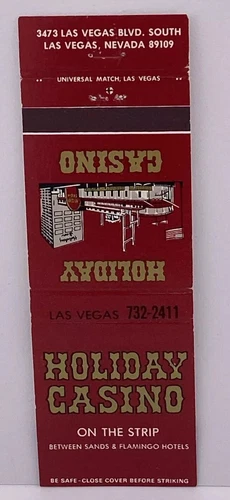 3473 LAS VEGAS BLVD. SOUTH
LAS VEGAS, NEVADA 89109
UNIVERSAL MATCH, LAS VEGAS
HOLIDAY
CASINO
LAS VEGAS 732-2411
HOLIDAY
CASINO
ON THE STRIP
BETWEEN SANDS & FLAMINGO HOTELS
BE SAFE - CLOSE COVER BEFORE STRIKING